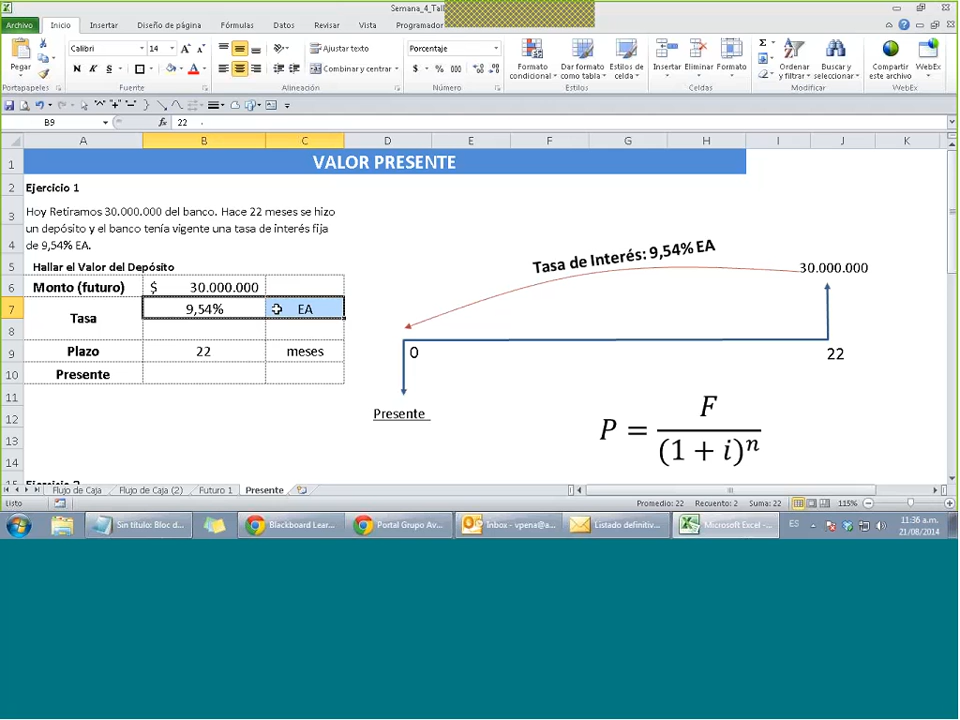 Semana_4_Tall
Archivo Inicio Insertar Diseño de página Fórmulas Datos Revisar Vista Programador
Pegar
Calibri 14
N K S
Ajustar texto
Combinar y centrar
Porcentaje
$ % 000
Formato condicional
Dar formato como tabla
Estilos de celda
Insertar Eliminar Formato
Σ
Ordenar y filtrar
Buscar y seleccionar
Compartir este archivo
WebEx
Portapapeles Fuente Alineación Número Estilos Celdas Modificar WebEx
B9 fx 22
A B C D E F G H I J K
1 VALOR PRESENTE
2 Ejercicio 1
3 Hoy Retiramos 30.000.000 del banco. Hace 22 meses se hizo
un depósito y el banco tenía vigente una tasa de interés fija
4 de 9,54% EA.
5 Hallar el Valor del Depósito
6 Monto (futuro) $ 30.000.000
7 9,54% EA
Tasa
8
9 Plazo 22 meses
10 Presente
11
12
13
14
15 Ejercicio 2
Tasa de Interés: 9,54% EA
30.000.000
0
22
Presente
P = F / (1 + i)^n
Flujo de Caja Flujo de Caja (2) Futuro 1 Presente
Listo Promedio: 22 Recuento: 2 Suma: 22 115%
Sin título: Bloc d... Blackboard Lear... Portal Grupo Av... Inbox - vpena@a... Listado definitiv... Microsoft Exce... ES 11:36 a.m.
21/08/2014